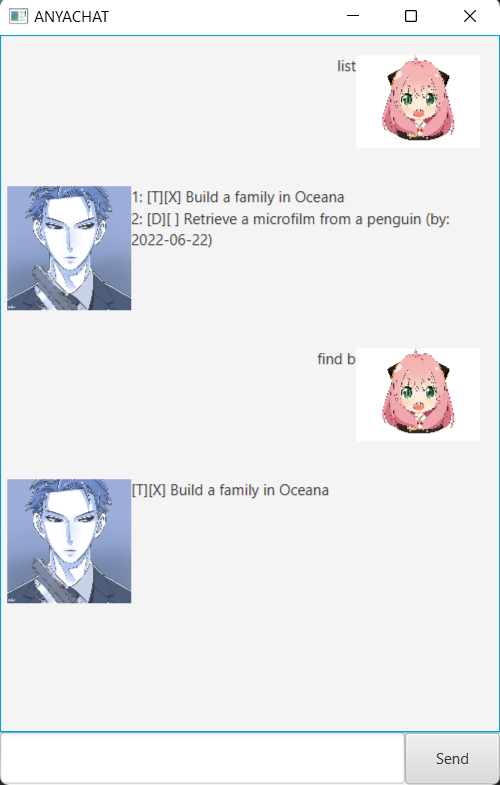 ANYACHAT
list
1: [T][X] Build a family in Oceana
2: [D][ ] Retrieve a microfilm from a penguin (by:
2022-06-22)
find b
[T][X] Build a family in Oceana
Send